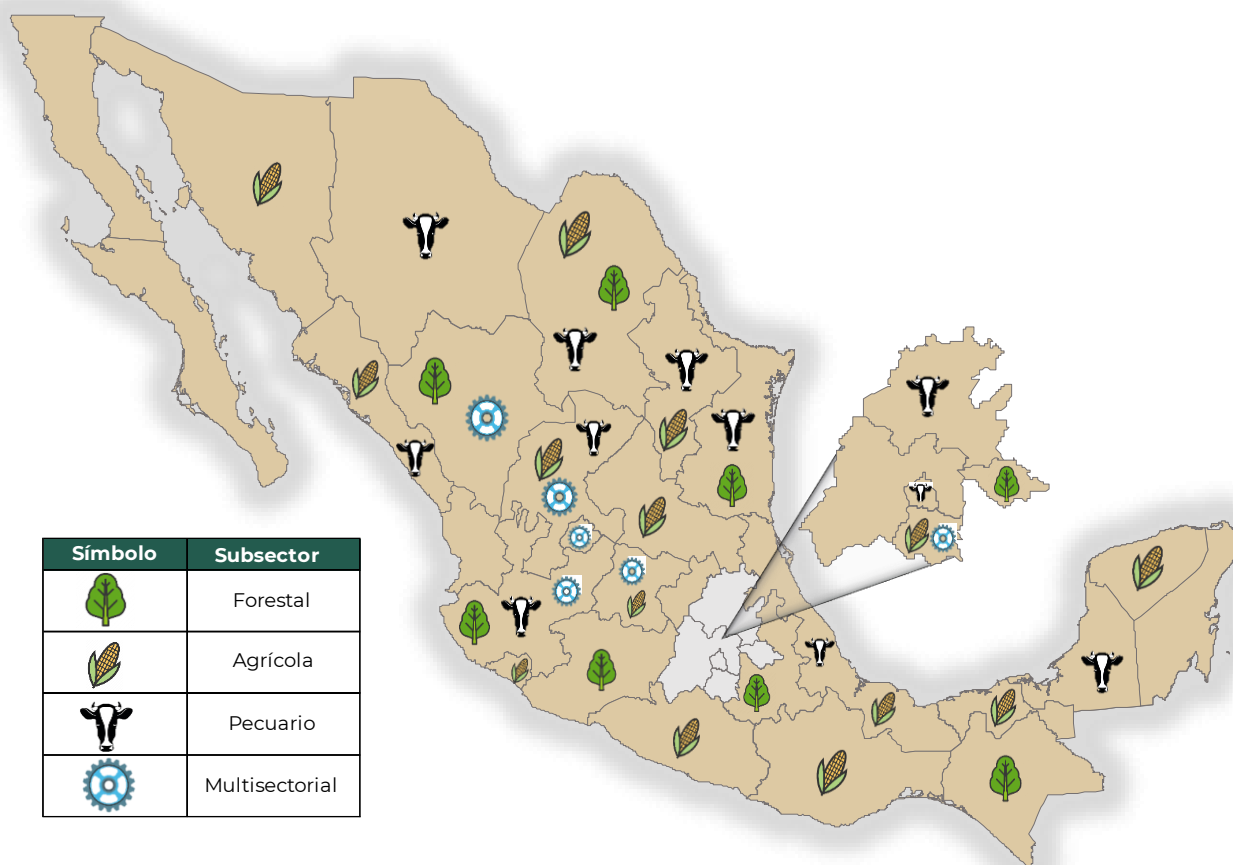 Símbolo Subsector
Forestal
Agrícola
Pecuario
Multisectorial